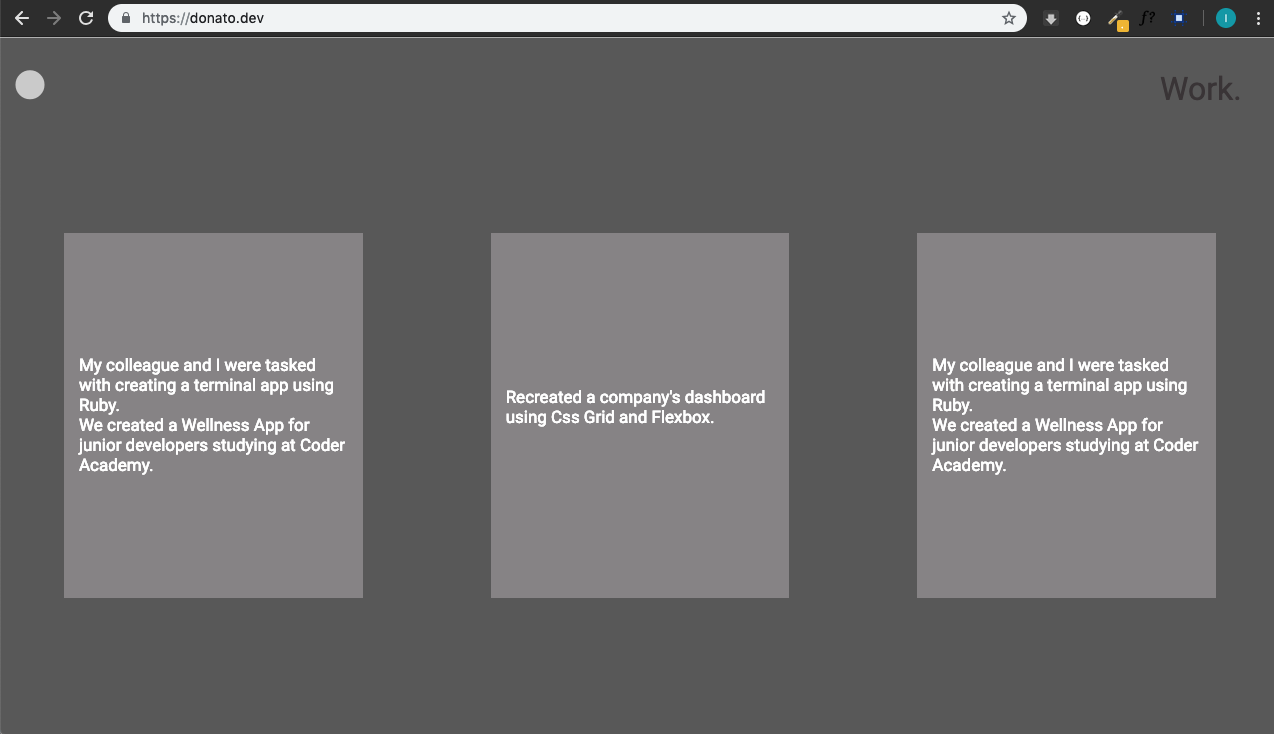 https://donato.dev
f?
I
Work.
My colleague and I were tasked
with creating a terminal app using
Ruby.
We created a Wellness App for
junior developers studying at Coder
Academy.
Recreated a company's dashboard
using Css Grid and Flexbox.
My colleague and I were tasked
with creating a terminal app using
Ruby.
We created a Wellness App for
junior developers studying at Coder
Academy.